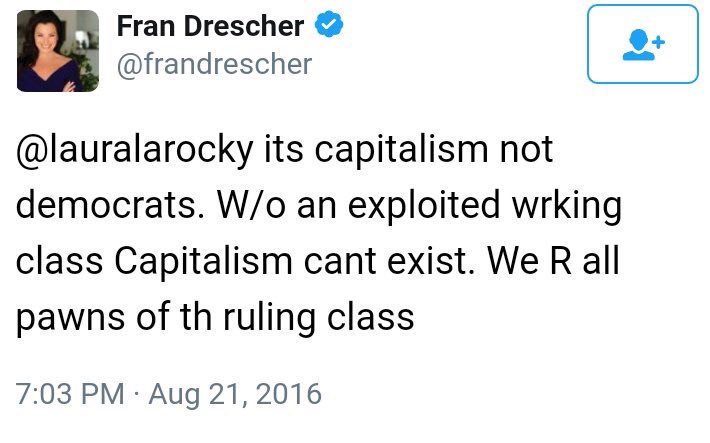 Fran Drescher
@frandrescher
@lauralarocky its capitalism not
democrats. W/o an exploited wrking
class Capitalism cant exist. We R all
pawns of th ruling class
7:03 PM · Aug 21, 2016